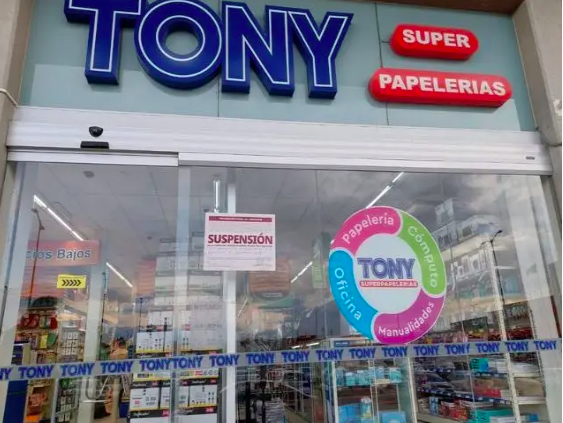 TONY
SUPER
PAPELERIAS
SUSPENSIÓN
cios Bajos
Papelería
Cómputo
Oficina
Manualidades
TONY
SUPERPAPELERIAS
TONY TONY TONY TONY TONY TONY TONY TONY TONY TONY TONY TONY TONY TONY